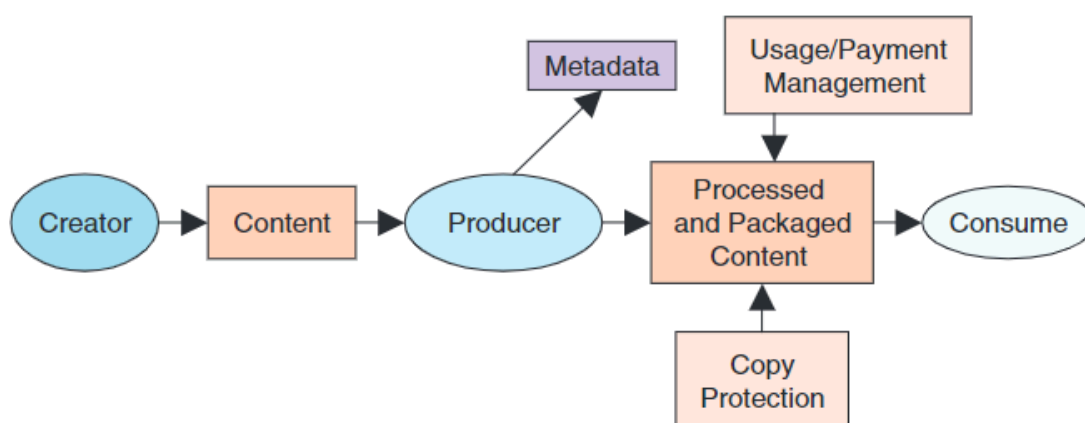 Metadata
Usage/Payment
Management
Creator
Content
Producer
Processed
and Packaged
Content
Consume
Copy
Protection